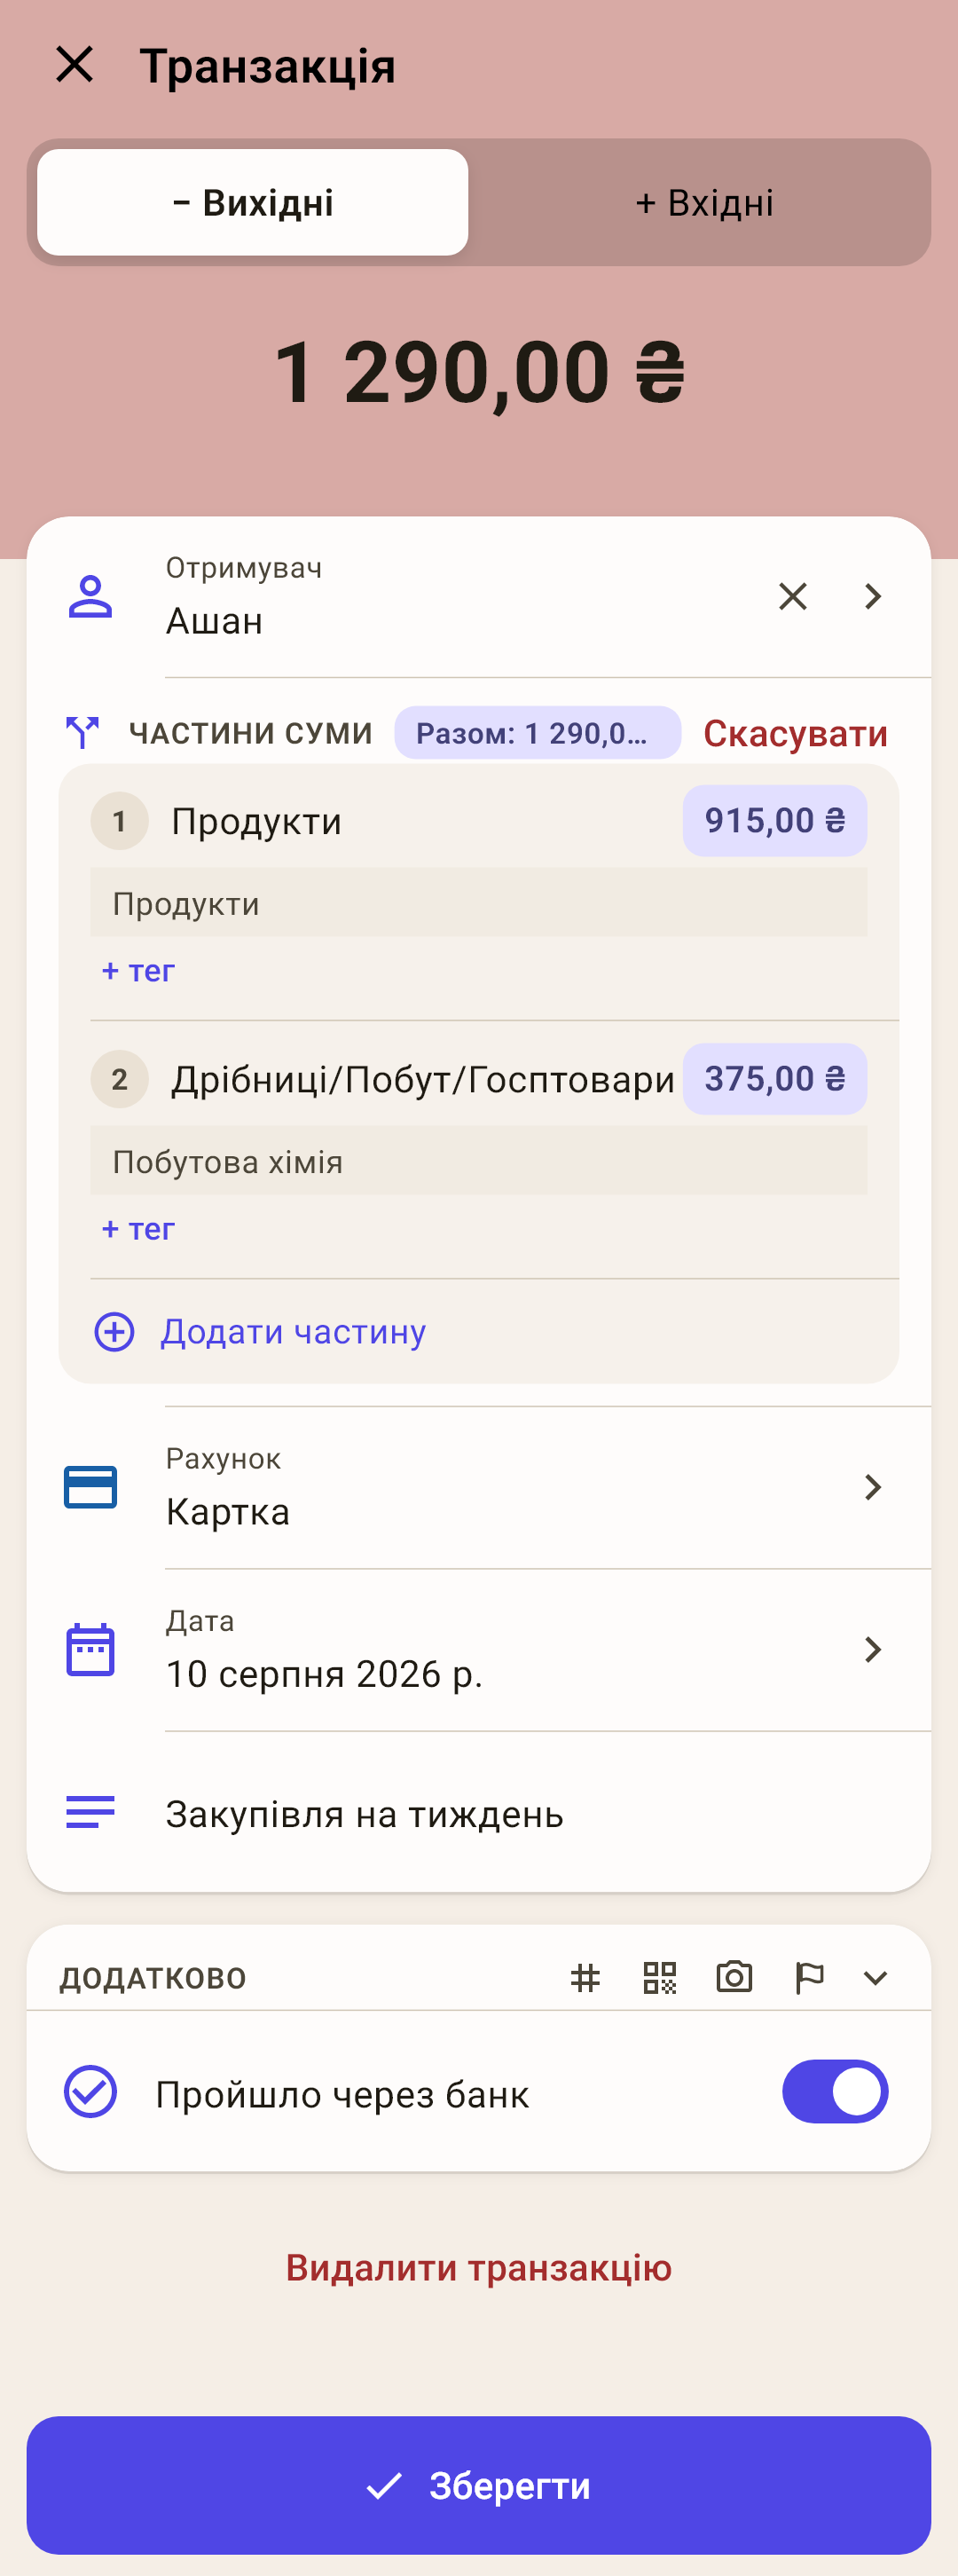 Транзакція
− Вихідні
+ Вхідні
1 290,00 ₴
Отримувач
Ашан
ЧАСТИНИ СУМИ Разом: 1 290,0... Скасувати
1 Продукти 915,00 ₴
Продукти
+ тег
2 Дрібниці/Побут/Госптовари 375,00 ₴
Побутова хімія
+ тег
Додати частину
Рахунок
Картка
Дата
10 серпня 2026 р.
Закупівля на тиждень
ДОДАТКОВО
Пройшло через банк
Видалити транзакцію
Зберегти